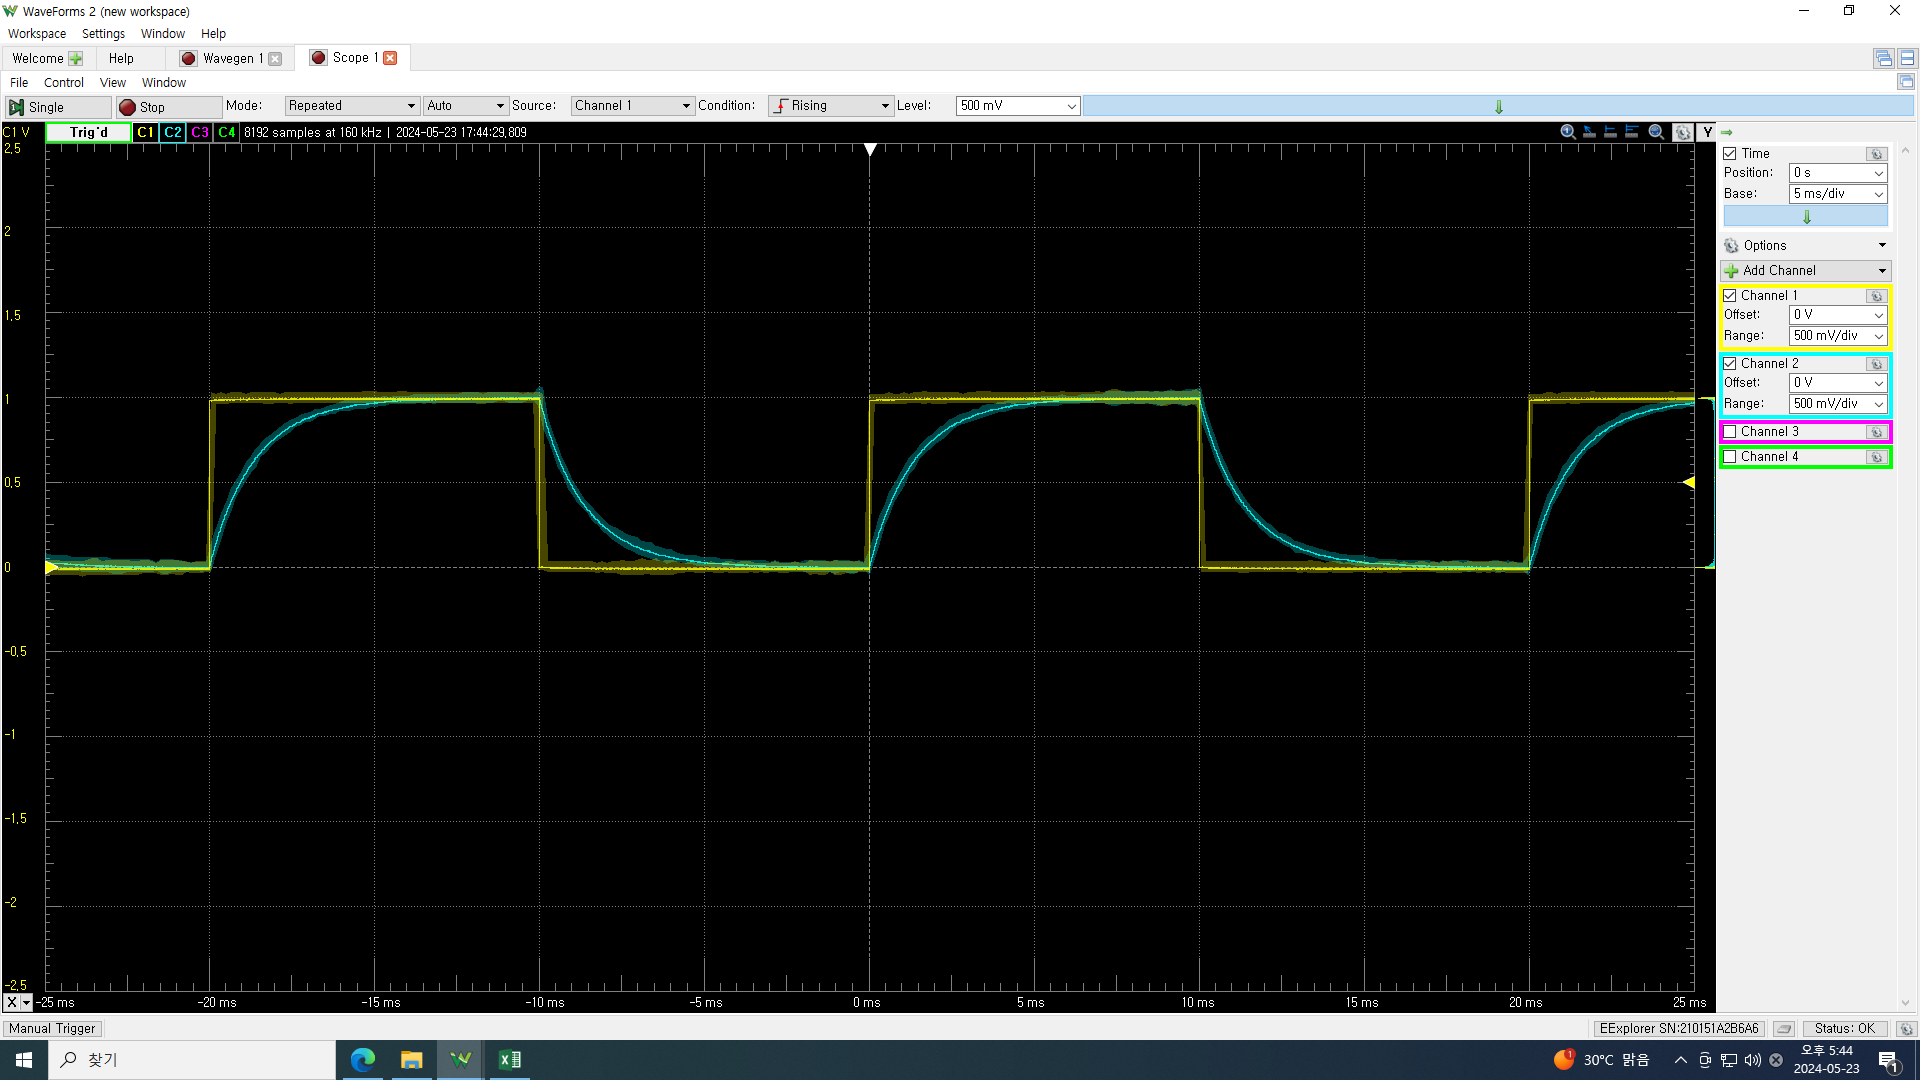 WaveForms 2 (new workspace)
Workspace Settings Window Help
Welcome Help Wavegen 1 Scope 1
File Control View Window
Single Stop Mode: Repeated Auto Source: Channel 1 Condition: Rising Level: 500 mV
C1 V Trig'd C1 C2 C3 C4 8192 samples at 160 kHz | 2024-05-23 17:44:29,809 Y
2,5
2
1,5
1
0,5
0
-0,5
-1
-1,5
-2
-2,5
X -25 ms -20 ms -15 ms -10 ms -5 ms 0 ms 5 ms 10 ms 15 ms 20 ms 25 ms
Time
Position: 0 s
Base: 5 ms/div
Options
Add Channel
Channel 1
Offset: 0 V
Range: 500 mV/div
Channel 2
Offset: 0 V
Range: 500 mV/div
Channel 3
Channel 4
Manual Trigger EExplorer SN:210151A2B6A6 Status: OK
찾기 1 30°C 맑음 오후 5:44
2024-05-23 1